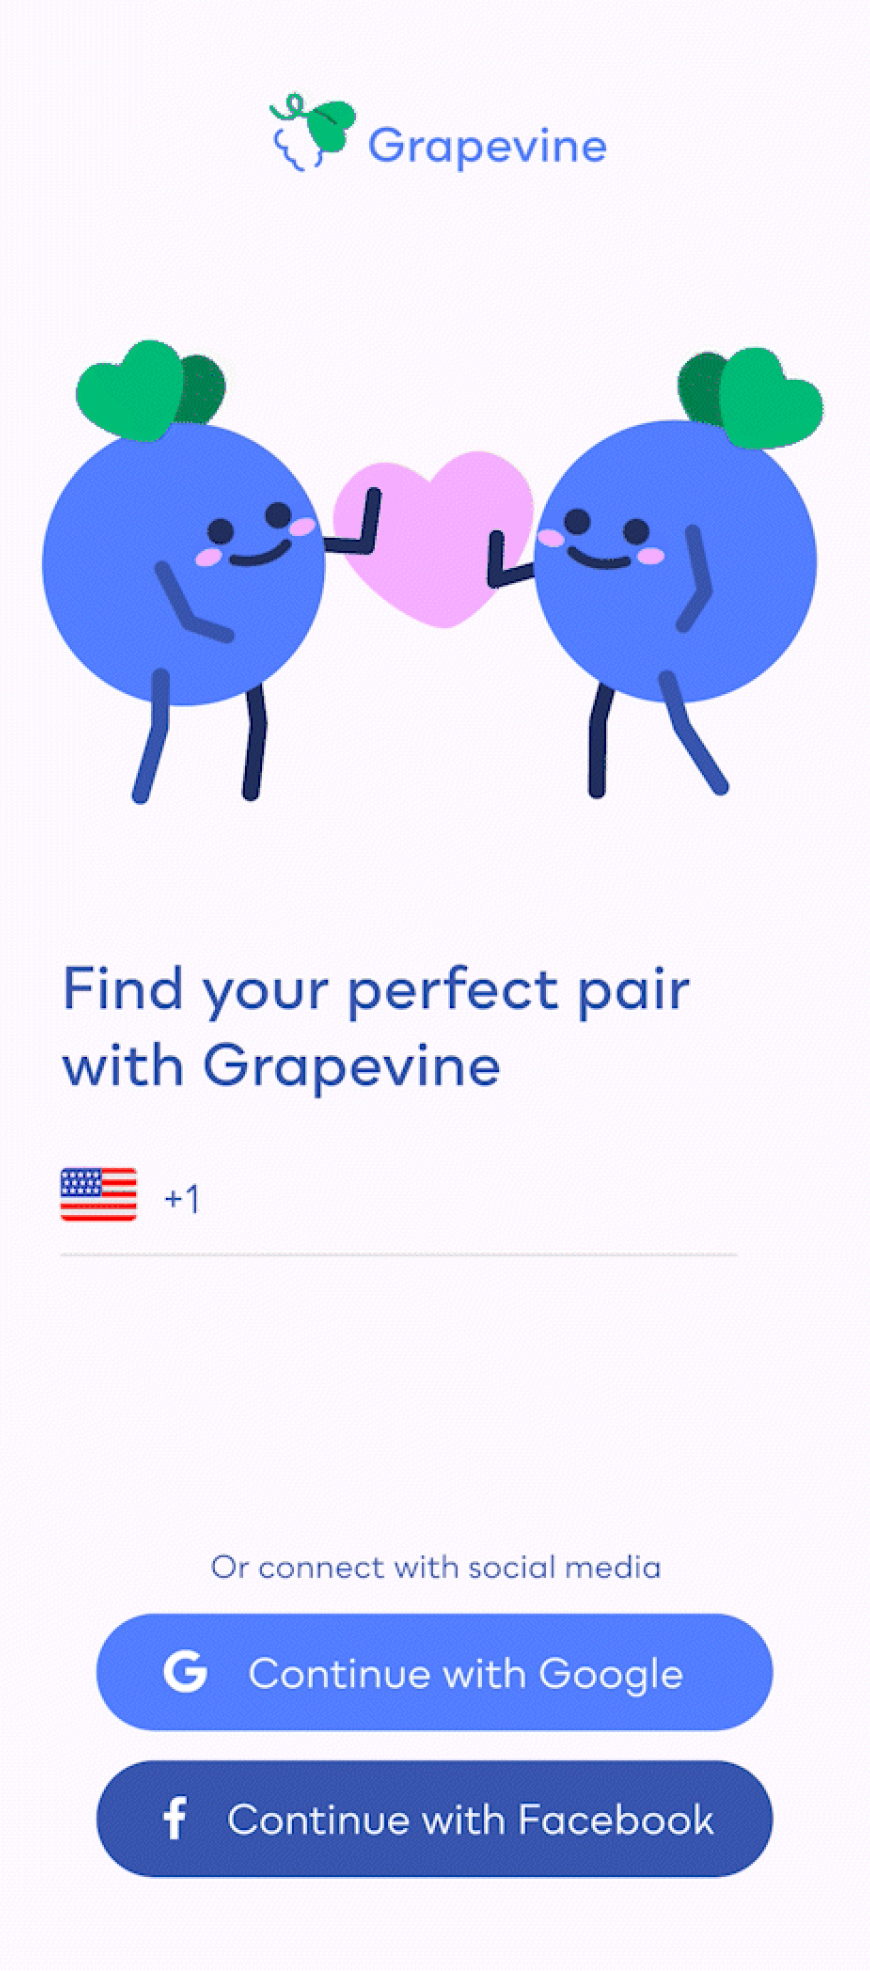 Grapevine
Find your perfect pair
with Grapevine
+1
Or connect with social media
G Continue with Google
f Continue with Facebook